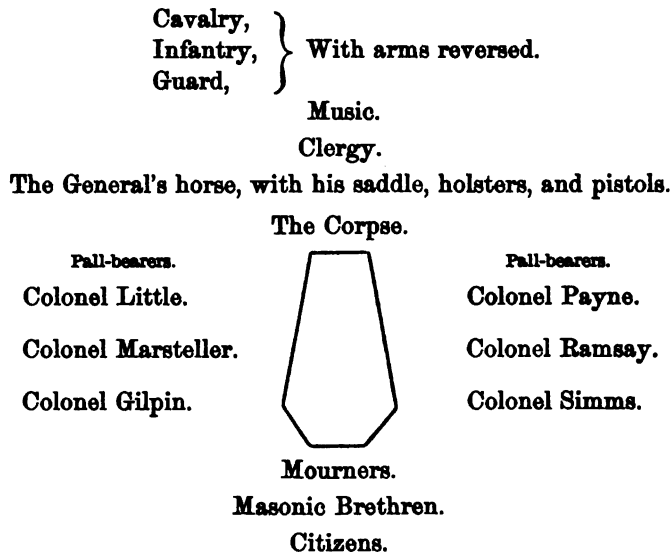 Cavalry,
Infantry,
Guard,
With arms reversed.
Music.
Clergy.
The General's horse, with his saddle, holsters, and pistols.
The Corpse.
Pall-bearers.
Colonel Little.
Colonel Marsteller.
Colonel Gilpin.
Pall-bearers.
Colonel Payne.
Colonel Ramsay.
Colonel Simms.
Mourners.
Masonic Brethren.
Citizens.